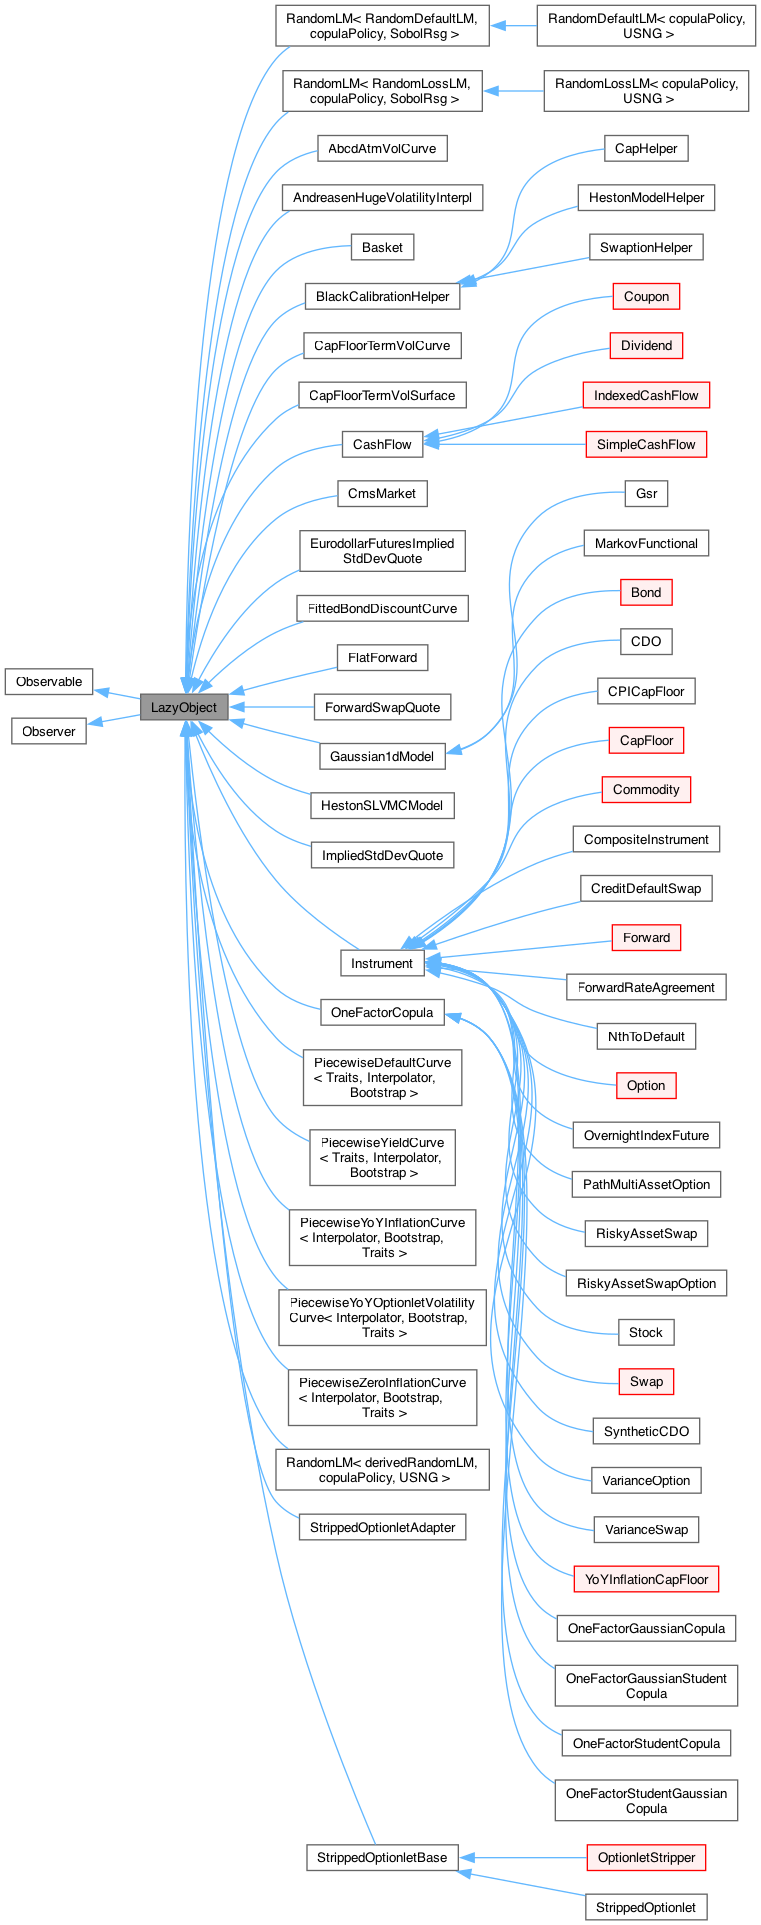 Observable
Observer
LazyObject
RandomLM< RandomDefaultLM,
copulaPolicy, SobolRsg >
RandomLM< RandomLossLM,
copulaPolicy, SobolRsg >
AbcdAtmVolCurve
AndreasenHugeVolatilityInterpl
Basket
BlackCalibrationHelper
CapFloorTermVolCurve
CapFloorTermVolSurface
CashFlow
CmsMarket
EurodollarFuturesImplied
StdDevQuote
FittedBondDiscountCurve
FlatForward
ForwardSwapQuote
Gaussian1dModel
HestonSLVMCModel
ImpliedStdDevQuote
Instrument
OneFactorCopula
PiecewiseDefaultCurve
< Traits, Interpolator,
Bootstrap >
PiecewiseYieldCurve
< Traits, Interpolator,
Bootstrap >
PiecewiseYoYInflationCurve
< Interpolator, Bootstrap,
Traits >
PiecewiseYoYOptionletVolatility
Curve< Interpolator, Bootstrap,
Traits >
PiecewiseZeroInflationCurve
< Interpolator, Bootstrap,
Traits >
RandomLM< derivedRandomLM,
copulaPolicy, USNG >
StrippedOptionletAdapter
StrippedOptionletBase
RandomDefaultLM< copulaPolicy,
USNG >
RandomLossLM< copulaPolicy,
USNG >
CapHelper
HestonModelHelper
SwaptionHelper
Coupon
Dividend
IndexedCashFlow
SimpleCashFlow
Gsr
MarkovFunctional
Bond
CDO
CPICapFloor
CapFloor
Commodity
CompositeInstrument
CreditDefaultSwap
Forward
ForwardRateAgreement
NthToDefault
Option
OvernightIndexFuture
PathMultiAssetOption
RiskyAssetSwap
RiskyAssetSwapOption
Stock
Swap
SyntheticCDO
VarianceOption
VarianceSwap
YoYInflationCapFloor
OneFactorGaussianCopula
OneFactorGaussianStudent
Copula
OneFactorStudentCopula
OneFactorStudentGaussian
Copula
OptionletStripper
StrippedOptionlet